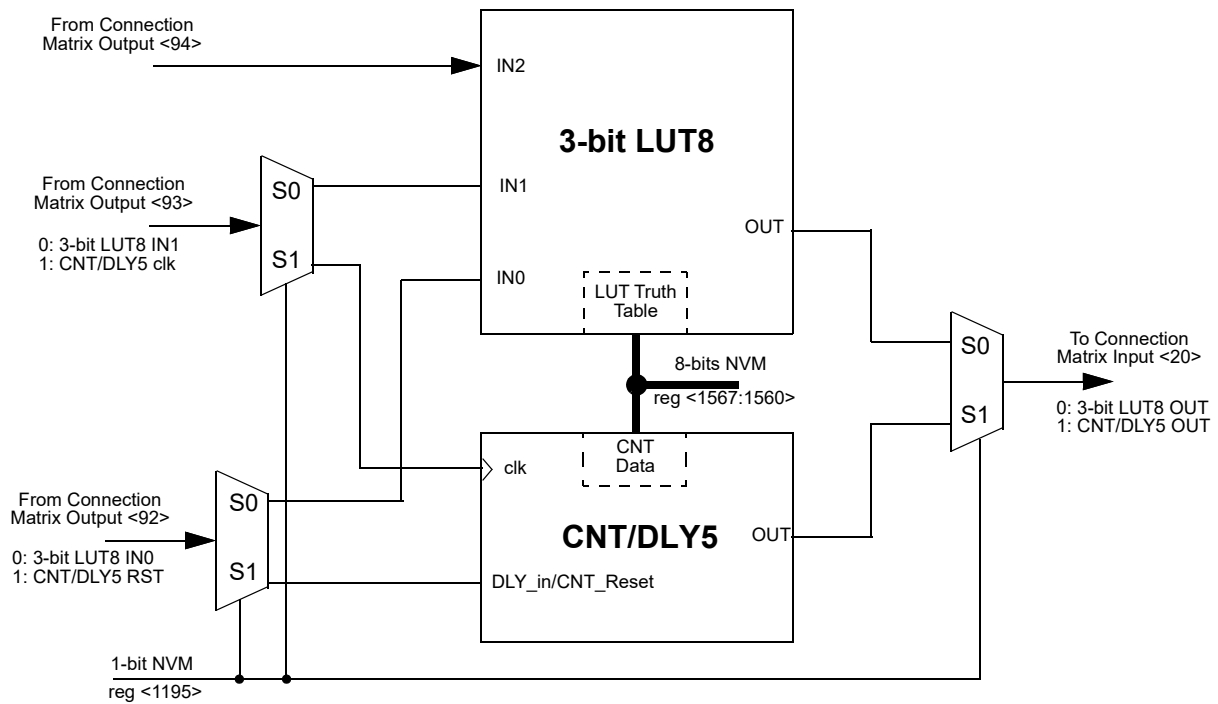 From Connection
Matrix Output <94>
IN2
3-bit LUT8
From Connection
Matrix Output <93>
S0
S1
0: 3-bit LUT8 IN1
1: CNT/DLY5 clk
IN1
IN0
OUT
LUT Truth
Table
8-bits NVM
reg <1567:1560>
S0
S1
To Connection
Matrix Input <20>
0: 3-bit LUT8 OUT
1: CNT/DLY5 OUT
CNT
Data
clk
CNT/DLY5
OUT
DLY_in/CNT_Reset
From Connection
Matrix Output <92>
S0
S1
0: 3-bit LUT8 IN0
1: CNT/DLY5 RST
1-bit NVM
reg <1195>